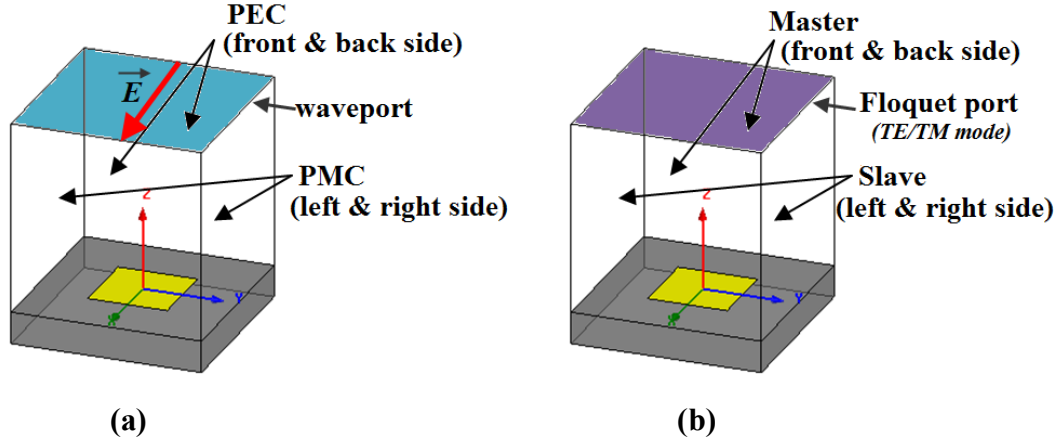 PEC
(front & back side)
E
waveport
PMC
(left & right side)
Z
Y
X
(a)
Master
(front & back side)
Floquet port
(TE/TM mode)
Slave
(left & right side)
Z
Y
X
(b)